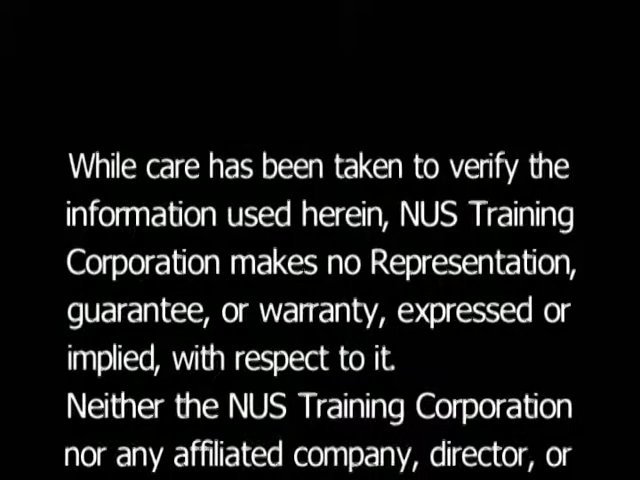 While care has been taken to verify the
information used herein, NUS Training
Corporation makes no Representation,
guarantee, or warranty, expressed or
implied, with respect to it.
Neither the NUS Training Corporation
nor any affiliated company, director, or